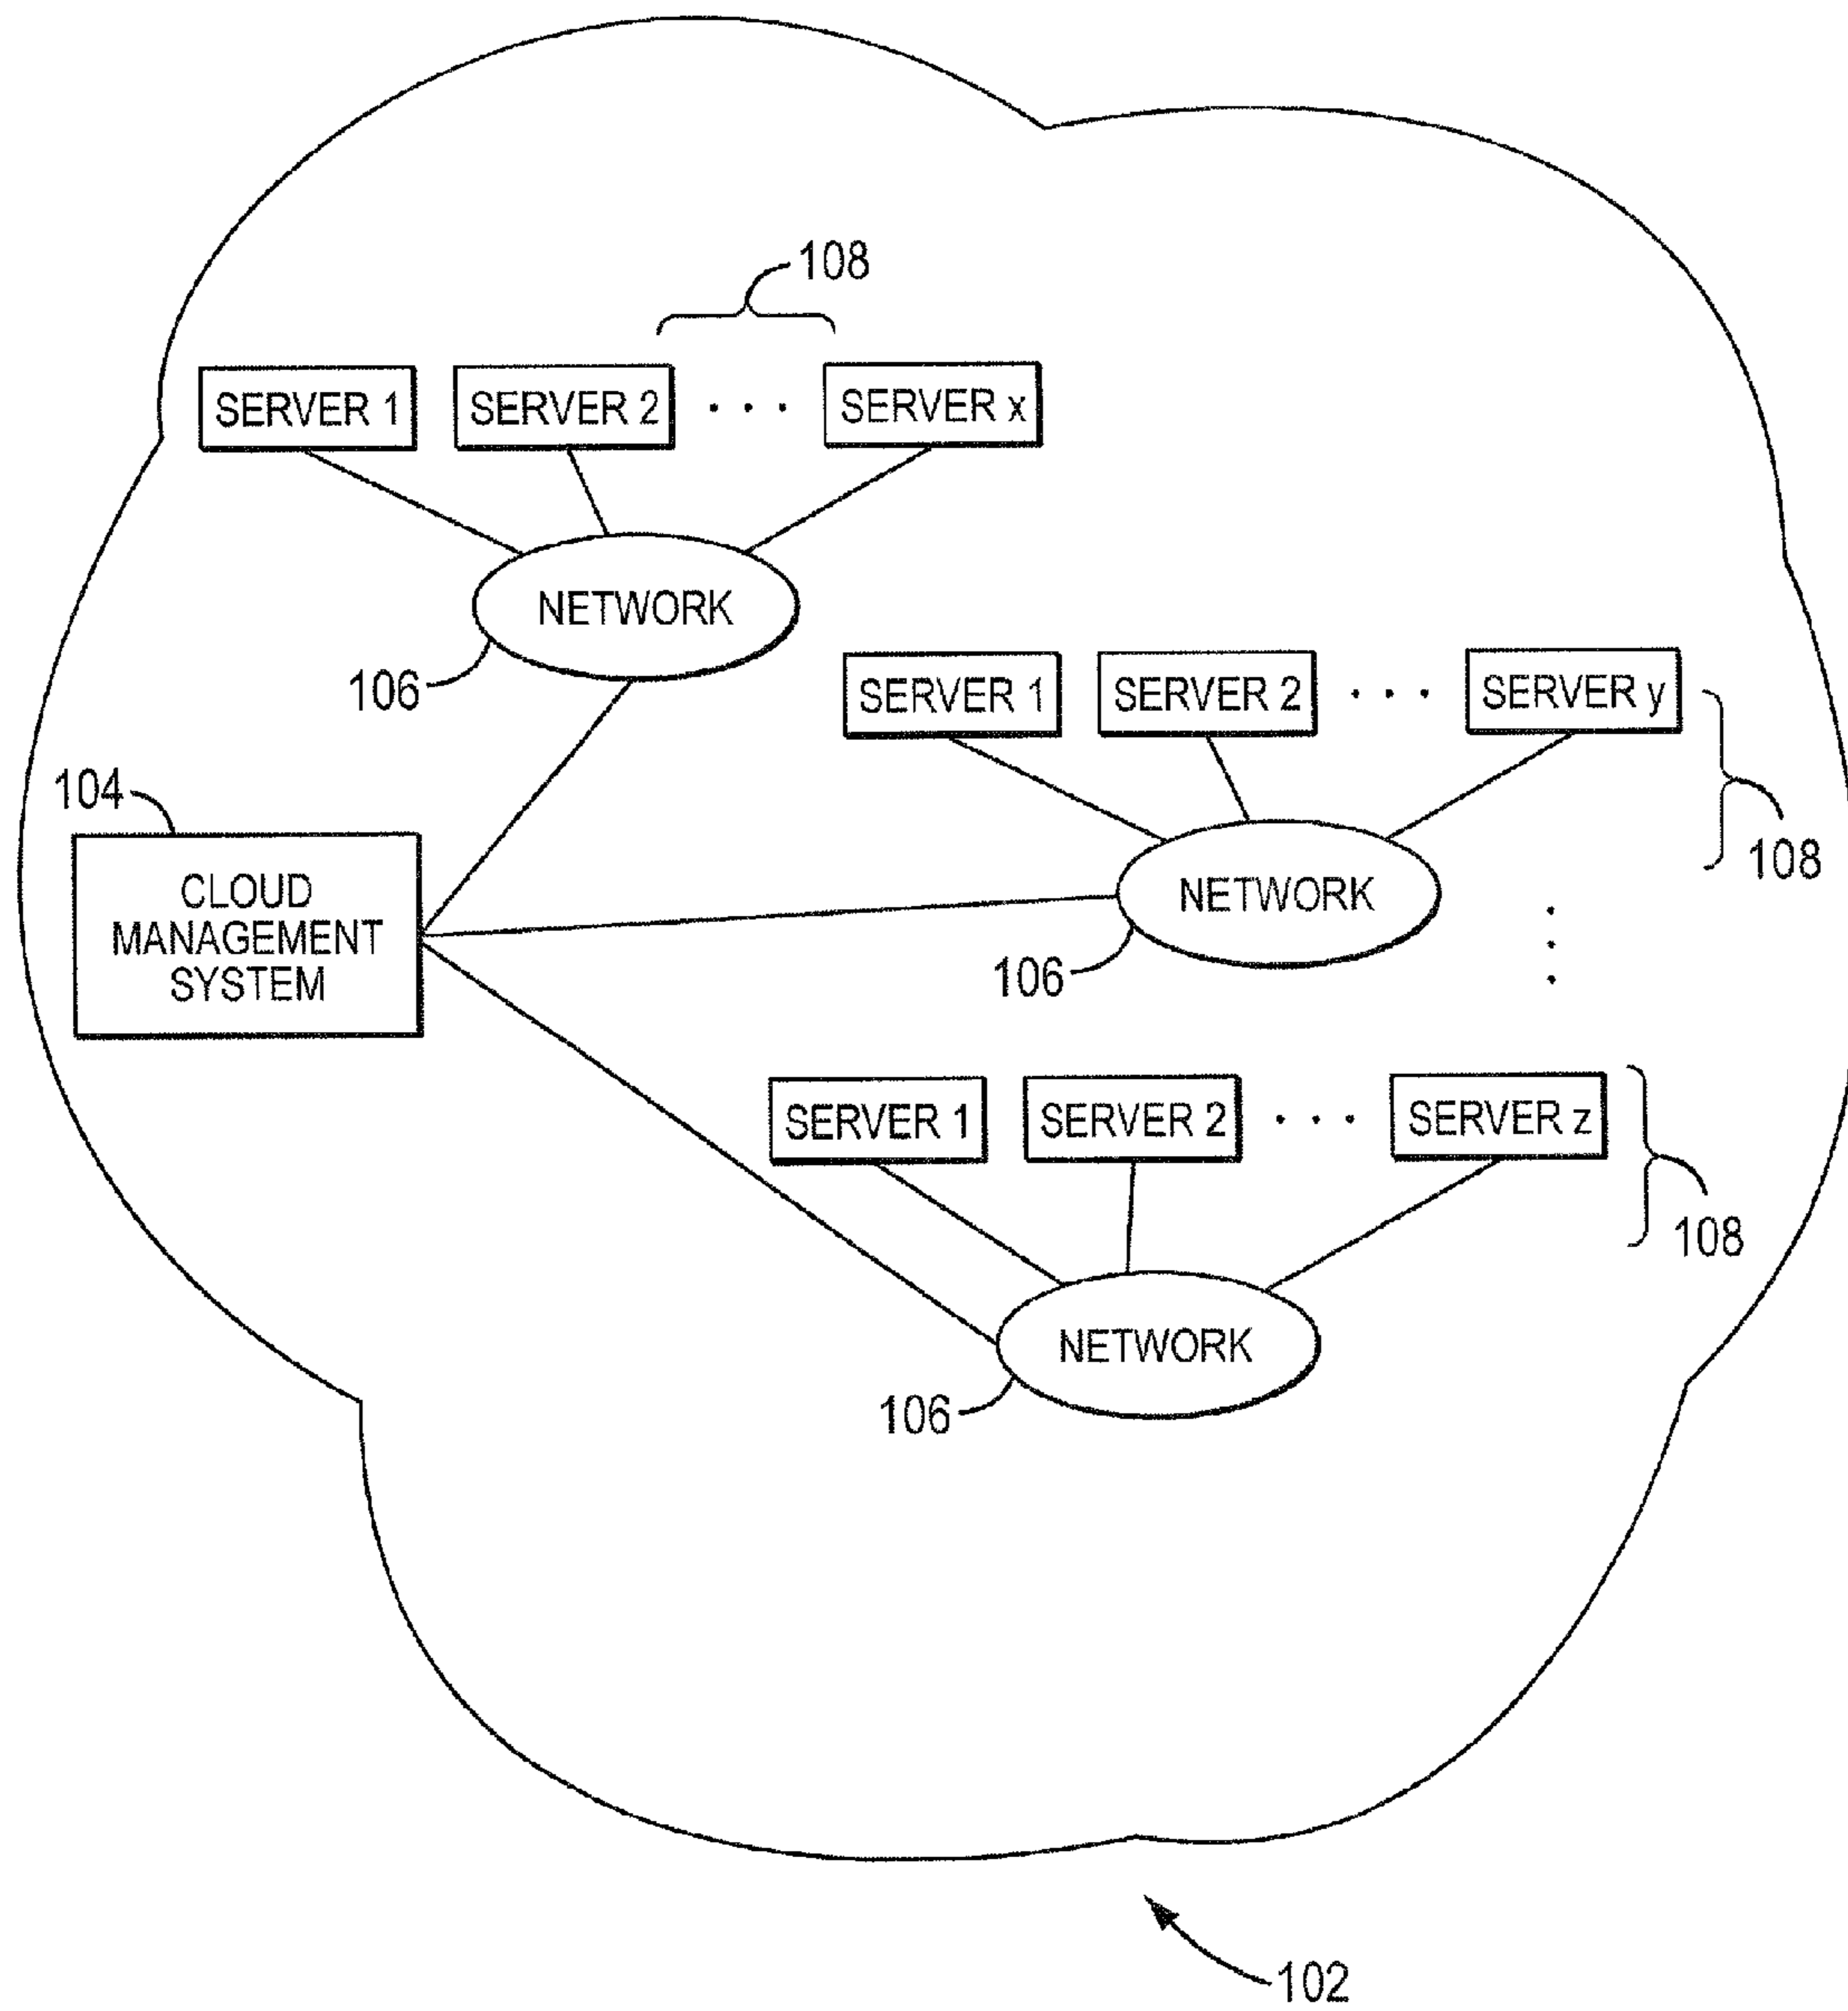 108
SERVER 1 SERVER 2 . . . SERVER x
NETWORK
106
SERVER 1 SERVER 2 . . . SERVER y
104
108
CLOUD
MANAGEMENT
SYSTEM
NETWORK
106
SERVER 1 SERVER 2 . . . SERVER z
108
NETWORK
106
102